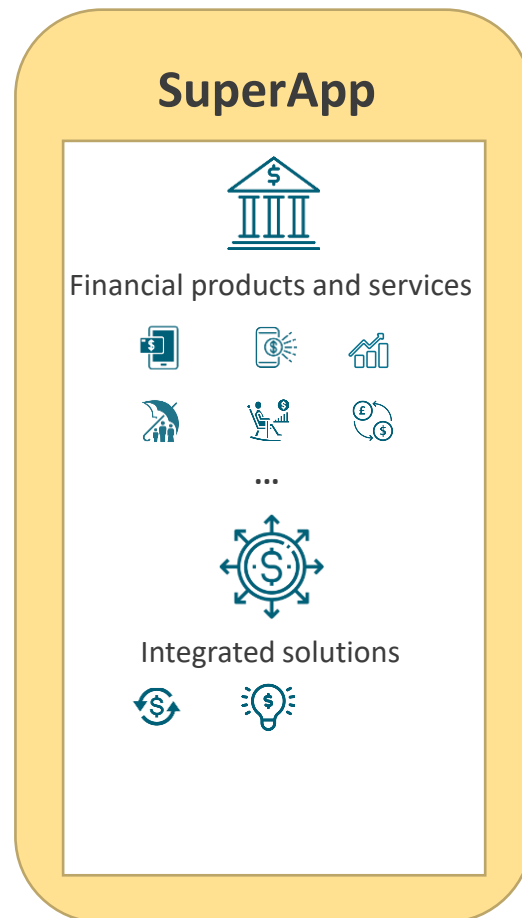 SuperApp
$
Financial products and services
$ $
$
£ $
...
$
Integrated solutions
$ $